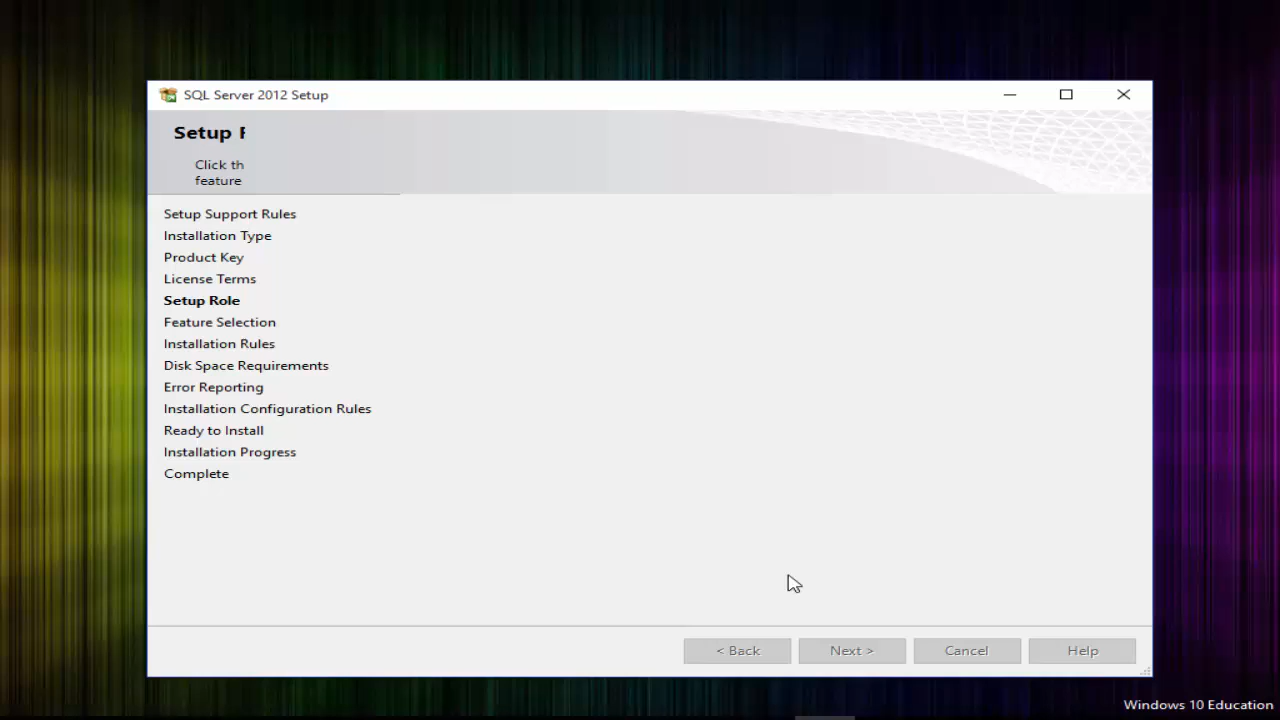 SQL Server 2012 Setup
Setup
Click th
feature
Setup Support Rules
Installation Type
Product Key
License Terms
Setup Role
Feature Selection
Installation Rules
Disk Space Requirements
Error Reporting
Installation Configuration Rules
Ready to Install
Installation Progress
Complete
< Back
Next >
Cancel
Help
Windows 10 Education